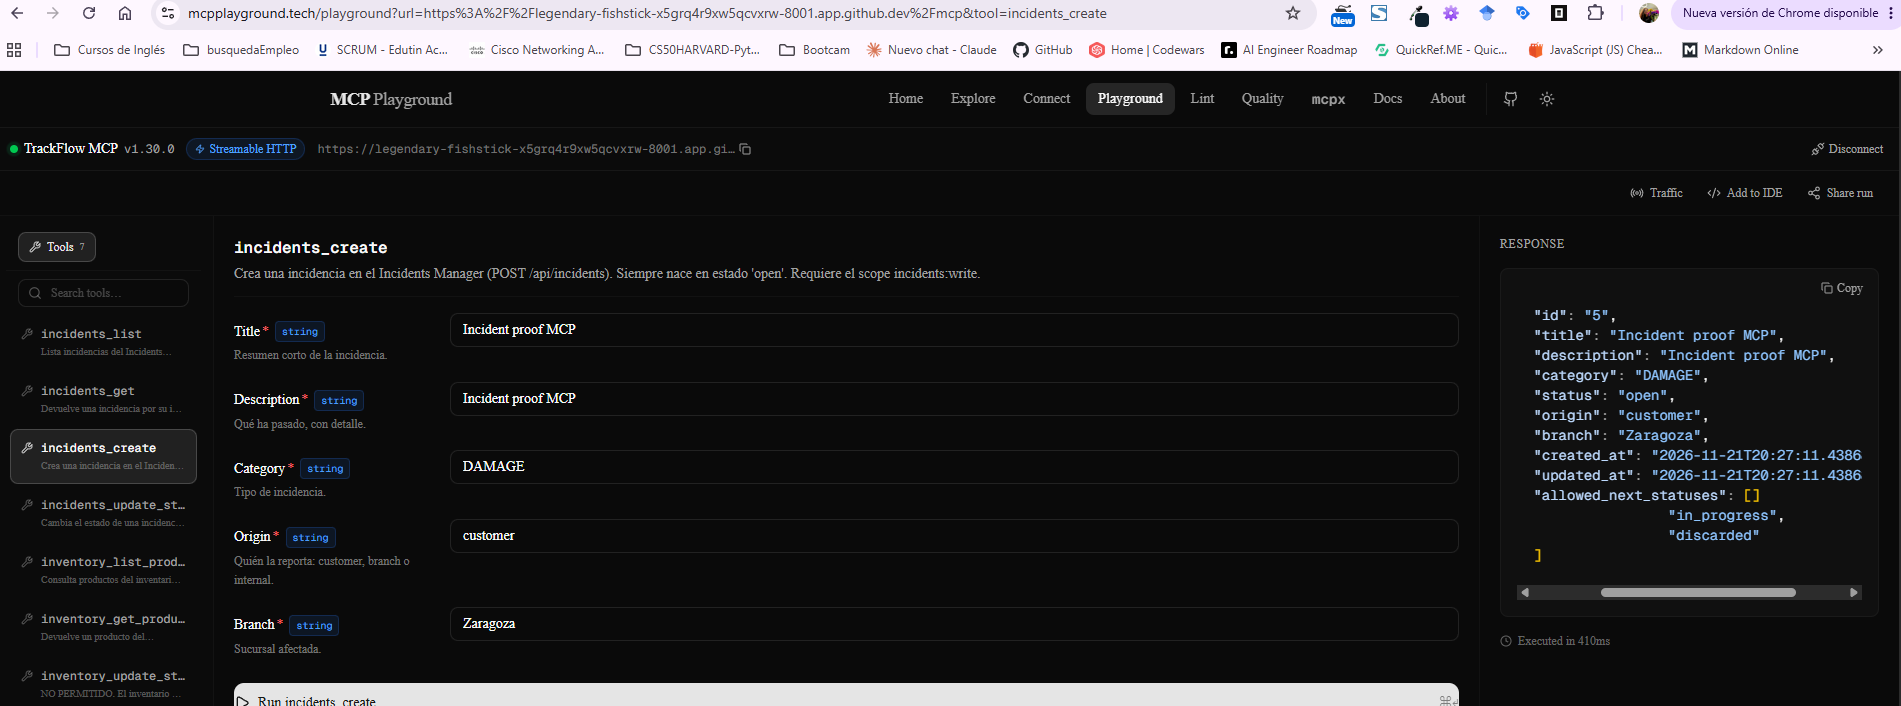 mcpplayground.tech/playground?url=https%3A%2F%2Flegendary-fishstick-x5grq4r9xw5qcvxrw-8001.app.github.dev%2Fmcp&tool=incidents_create
New
Nueva versión de Chrome disponible
Cursos de Inglés
busquedaEmpleo
SCRUM - Edutin Ac...
Cisco Networking A...
CS50HARVARD-Pyt...
Bootcam
Nuevo chat - Claude
GitHub
Home | Codewars
AI Engineer Roadmap
QuickRef.ME - Quic...
JavaScript (JS) Chea...
Markdown Online
MCP Playground
Home
Explore
Connect
Playground
Lint
Quality
mcpx
Docs
About
TrackFlow MCP v1.30.0
Streamable HTTP
https://legendary-fishstick-x5grq4r9xw5qcvxrw-8001.app.gi…
Disconnect
Traffic
Add to IDE
Share run
Tools 7
Search tools…
incidents_list
Lista incidencias del Incidents…
incidents_get
Devuelve una incidencia por su i…
incidents_create
Crea una incidencia en el Inciden…
incidents_update_st…
Cambia el estado de una incidenc…
inventory_list_prod…
Consulta productos del inventari…
inventory_get_produ…
Devuelve un producto del…
inventory_update_st…
NO PERMITIDO. El inventario …
incidents_create
Crea una incidencia en el Incidents Manager (POST /api/incidents). Siempre nace en estado 'open'. Requiere el scope incidents:write.
Title* string
Resumen corto de la incidencia.
Incident proof MCP
Description* string
Qué ha pasado, con detalle.
Incident proof MCP
Category* string
Tipo de incidencia.
DAMAGE
Origin* string
Quién la reporta: customer, branch o
internal.
customer
Branch* string
Sucursal afectada.
Zaragoza
Run incidents_create
RESPONSE
Copy
"id": "5",
"title": "Incident proof MCP",
"description": "Incident proof MCP",
"category": "DAMAGE",
"status": "open",
"origin": "customer",
"branch": "Zaragoza",
"created_at": "2026-11-21T20:27:11.4386
"updated_at": "2026-11-21T20:27:11.4386
"allowed_next_statuses": []
"in_progress",
"discarded"
]
Executed in 410ms